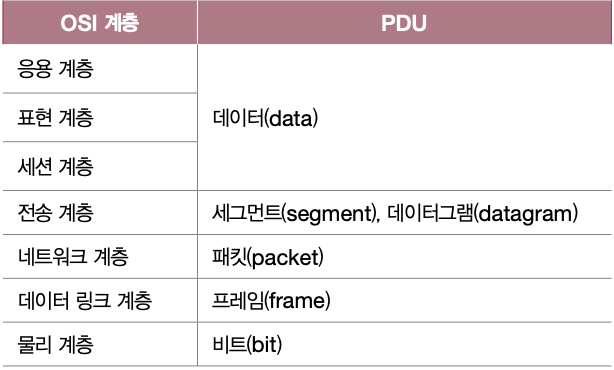 OSI 계층 PDU
응용 계층
표현 계층 데이터(data)
세션 계층
전송 계층 세그먼트(segment), 데이터그램(datagram)
네트워크 계층 패킷(packet)
데이터 링크 계층 프레임(frame)
물리 계층 비트(bit)